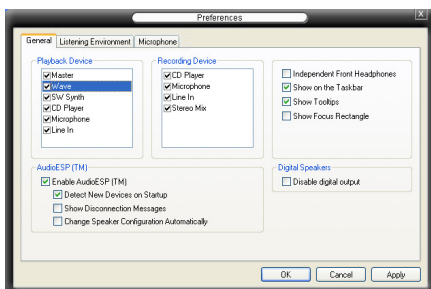 Preferences
X
General
Listening Environment
Microphone
Playback Device
Master
Wave
SW Synth
CD Player
Microphone
Line In
Recording Device
CD Player
Microphone
Line In
Stereo Mix
Independent Front Headphones
Show on the Taskbar
Show Tooltips
Show Focus Rectangle
AudioESP (TM)
Enable AudioESP (TM)
Detect New Devices on Startup
Show Disconnection Messages
Change Speaker Configuration Automatically
Digital Speakers
Disable digital output
OK
Cancel
Apply